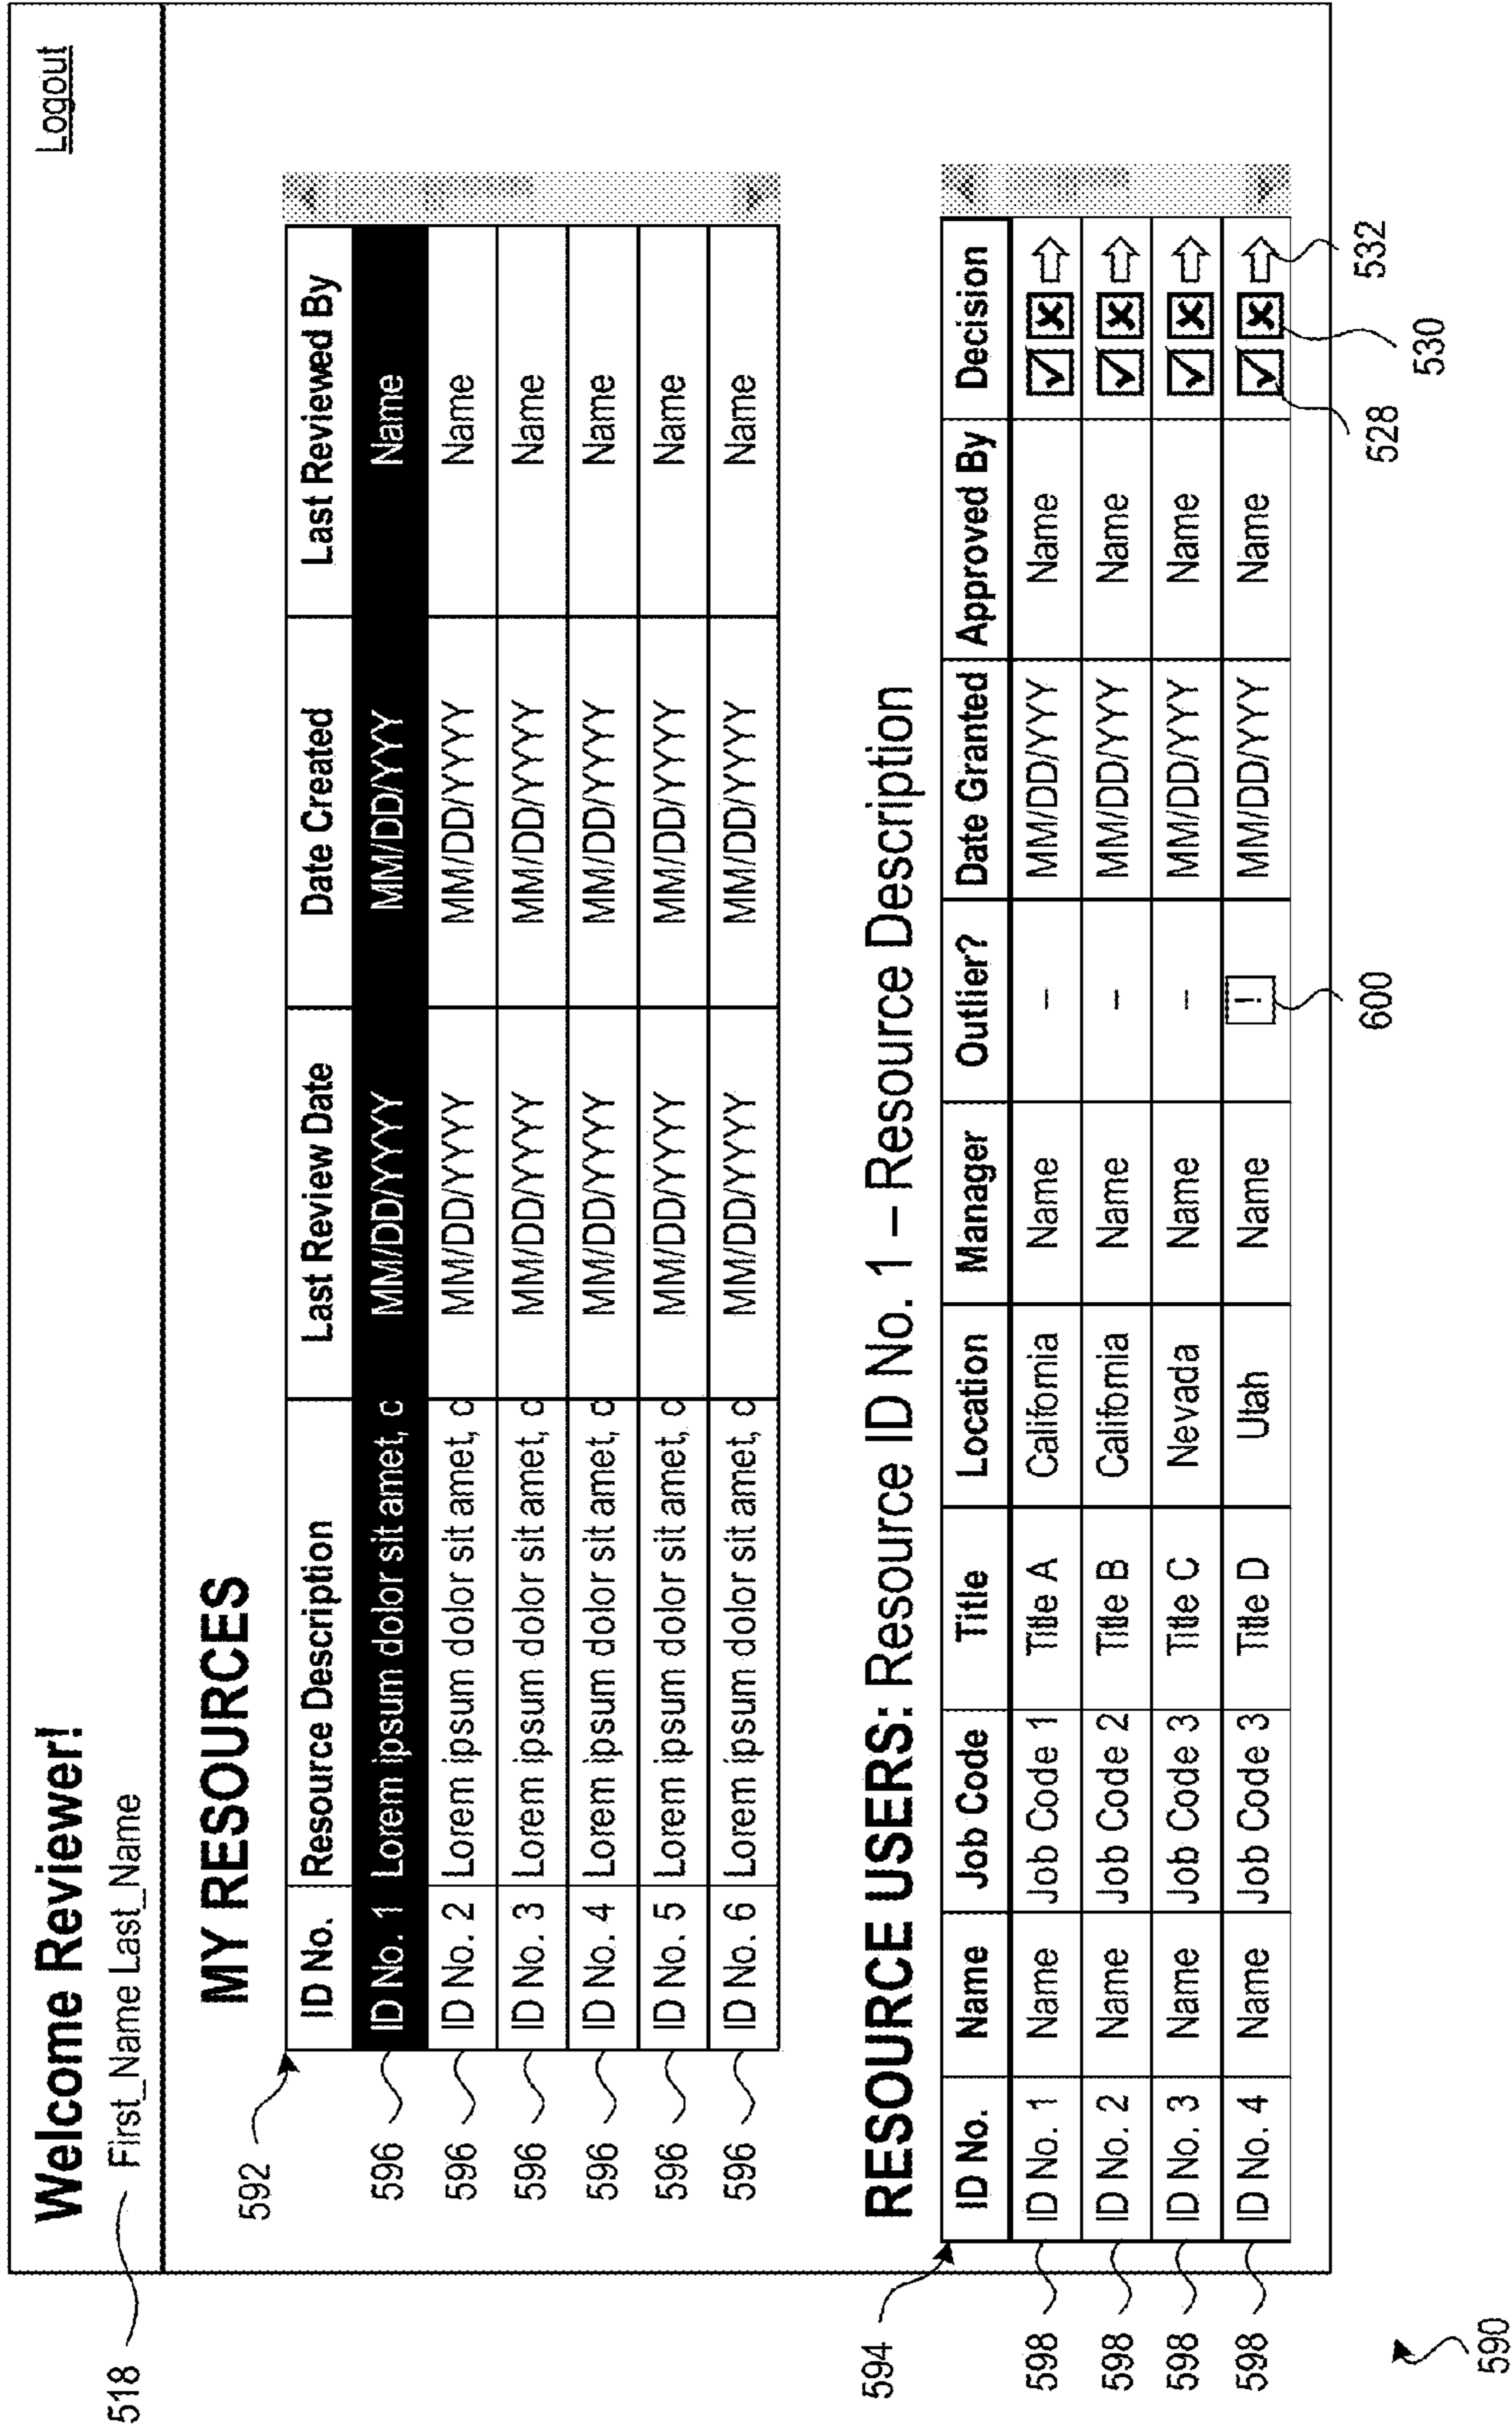 Welcome Reviewer!
Logout
518 First_Name Last_Name
MY RESOURCES
592
ID No. Resource Description Last Review Date Date Created Last Reviewed By
596 ID No. 1 Lorem ipsum dolor sit amet, c MM/DD/YYYY MM/DD/YYY Name
596 ID No. 2 Lorem ipsum dolor sit amet, c MM/DD/YYYY MM/DD/YYYY Name
596 ID No. 3 Lorem ipsum dolor sit amet, c MM/DD/YYYY MM/DD/YYYY Name
596 ID No. 4 Lorem ipsum dolor sit amet, c MM/DD/YYYY MM/DD/YYYY Name
596 ID No. 5 Lorem ipsum dolor sit amet, c MM/DD/YYYY MM/DD/YYYY Name
596 ID No. 6 Lorem ipsum dolor sit amet, c MM/DD/YYYY MM/DD/YYYY Name
RESOURCE USERS: Resource ID No. 1 – Resource Description
594
ID No. Name Job Code Title Location Manager Outlier? Date Granted Approved By Decision
598 ID No. 1 Name Job Code 1 Title A California Name – MM/DD/YYY Name
598 ID No. 2 Name Job Code 2 Title B California Name – MM/DD/YYY Name
598 ID No. 3 Name Job Code 3 Title C Nevada Name – MM/DD/YYY Name
598 ID No. 4 Name Job Code 3 Title D Utah Name ! MM/DD/YYY Name
600 528 530 532
590